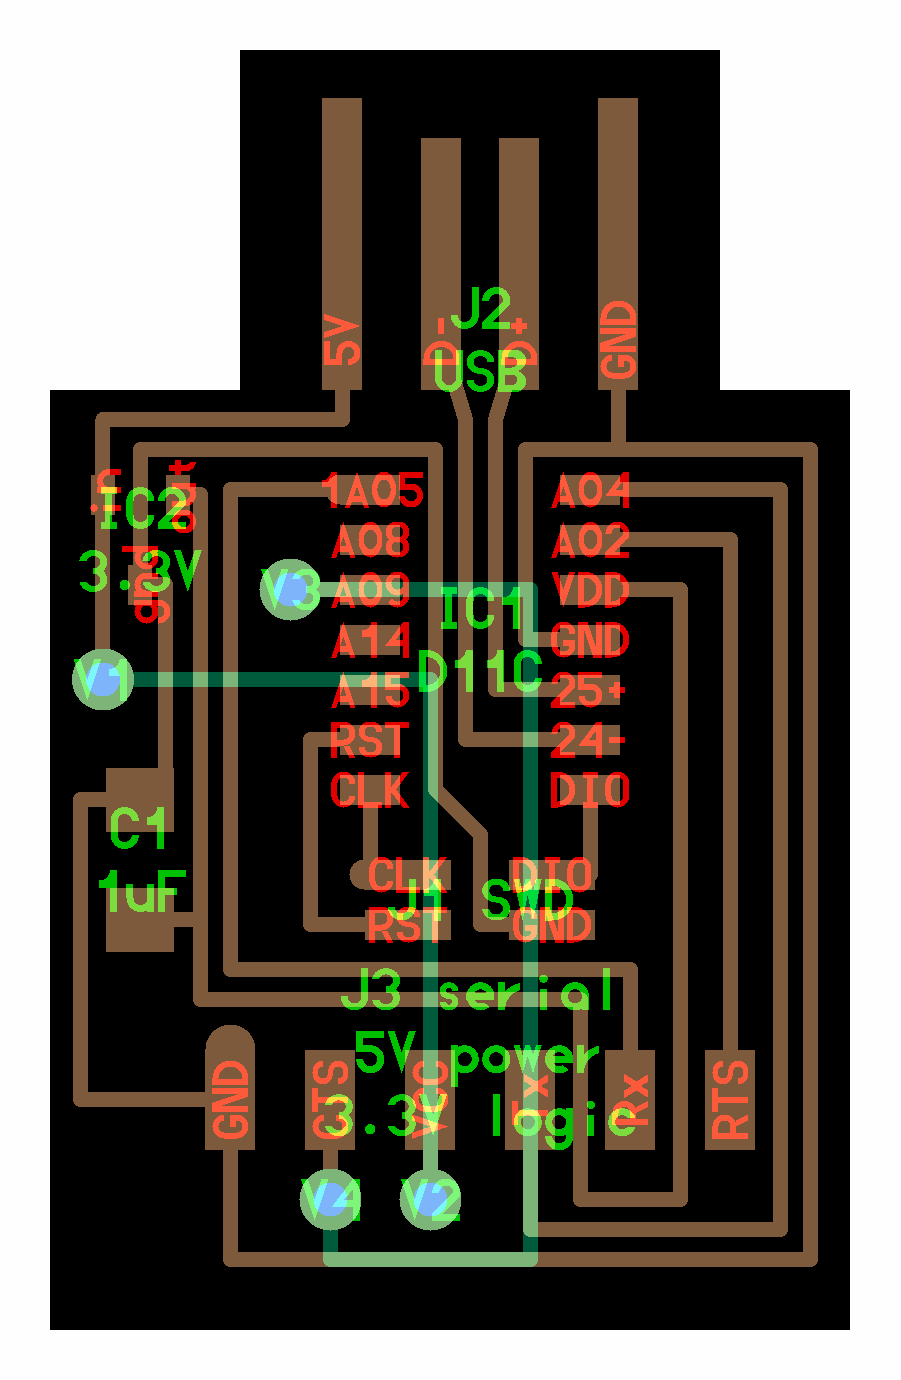 J2
USB
5V
D-
D+
GND
in
out
IC2
3.3V
gnd
1A05
A08
A09
A14
A15
RST
CLK
A04
A02
VDD
GND
25+
24-
DIO
IC1
D11C
V3
V1
C1
1uF
CLK
DIO
J1 SWD
RST
GND
J3 serial
5V power
3.3V logic
GND
CTS
VCC
Tx
Rx
RTS
V4
V2